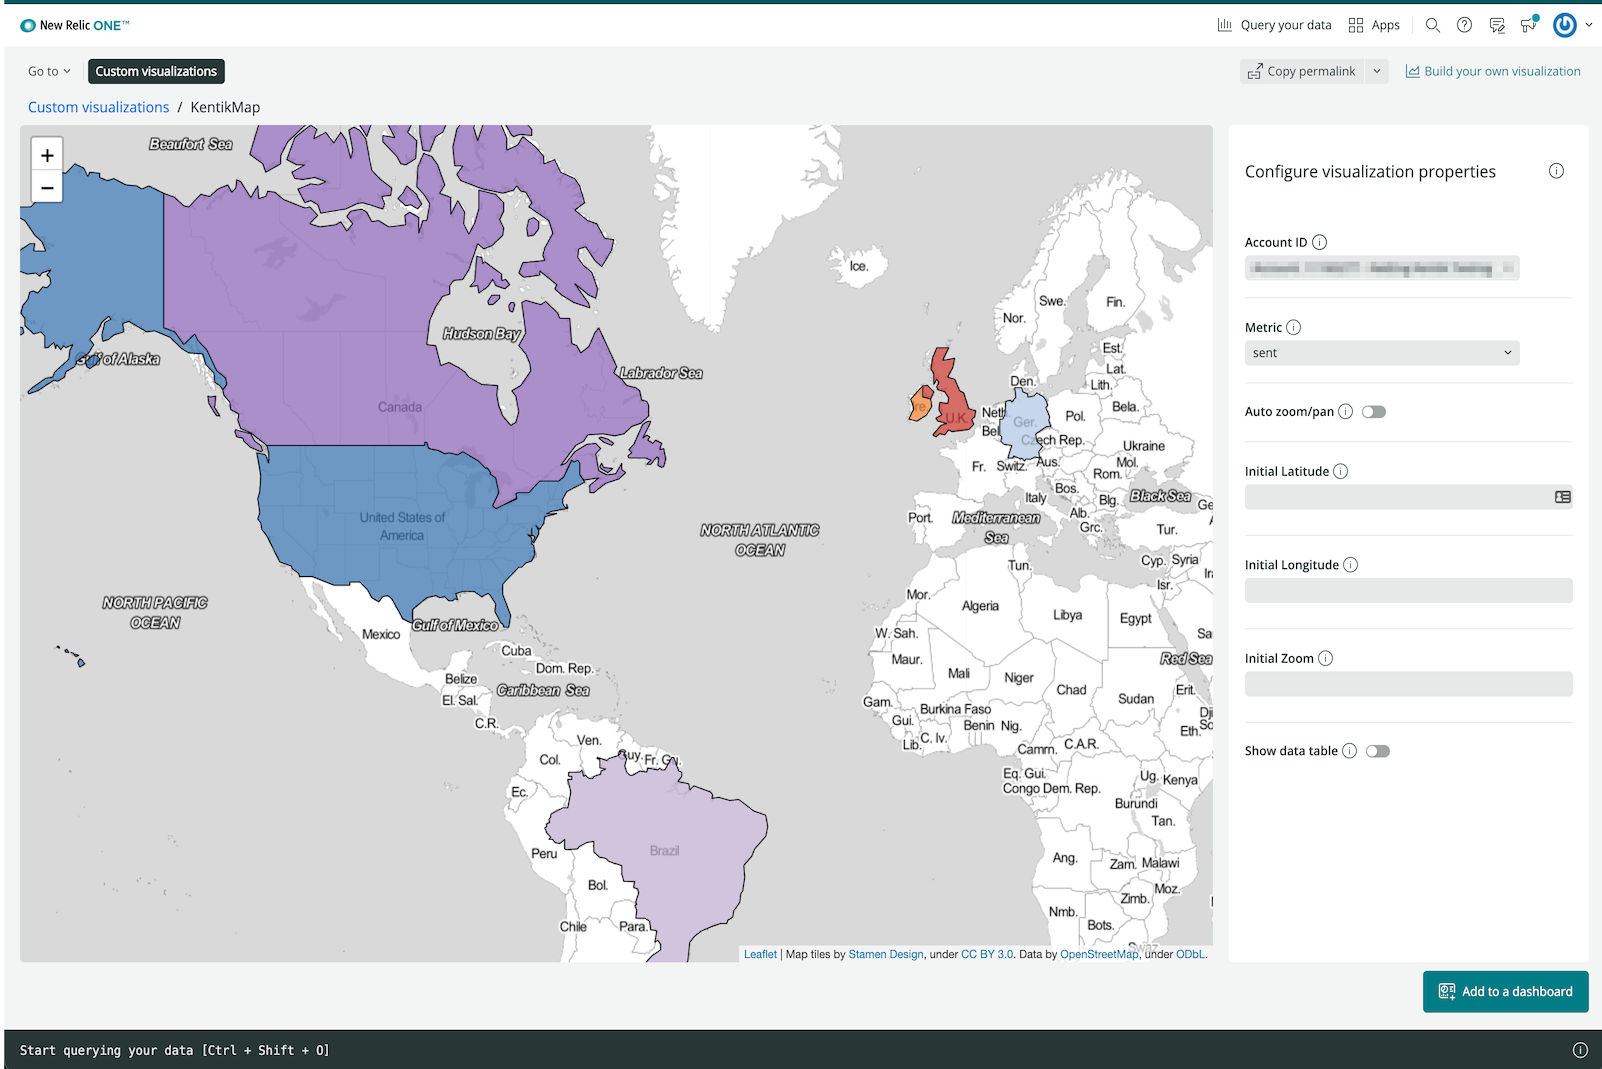 New Relic ONE™
Query your data
Apps
Go to
Custom visualizations
Copy permalink
Build your own visualization
Custom visualizations / KentikMap
+
−
Beaufort Sea
Hudson Bay
Gulf of Alaska
Labrador Sea
Canada
United States of
America
NORTH PACIFIC
OCEAN
NORTH ATLANTIC
OCEAN
Gulf of Mexico
Mexico
Cuba
Dom. Rep.
Belize
Caribbean Sea
El. Sal.
C.R.
Ven.
Guy.
Fr. Gu.
Col.
Ec.
Brazil
Peru
Bol.
Chile
Para.
Ice.
Swe.
Fin.
Nor.
Est.
Lat.
Lith.
Den.
U.K.
Neth
Bel
Ger.
Pol.
Bela.
Czech Rep.
Ukraine
Fr.
Switz.
Aus.
Mol.
Rom.
Italy
Bos.
Blg.
Black Sea
Ge
Port.
Mediterranean
Sea
Alb.
Grc.
Tur.
Cyp.
Syria
Tun.
Isr.
Mor.
Algeria
Libya
Egypt
W. Sah.
Sa
Maur.
Mali
Niger
Red Sea
Chad
Sudan
Erit.
Gam.
Burkina Faso
Dji
Gui.
Benin
Nig.
Eth.
So
Lib.
C. Iv.
Camrn.
C.A.R.
Eq. Gui.
Ug.
Kenya
Congo Dem. Rep.
Burundi
Tan.
Ang.
Zam.
Malawi
Moz.
Zimb.
Nmb.
Bots.
Swaz.
Leaflet | Map tiles by Stamen Design, under CC BY 3.0. Data by OpenStreetMap, under ODbL.
Configure visualization properties
Account ID
Metric
sent
Auto zoom/pan
Initial Latitude
Initial Longitude
Initial Zoom
Show data table
Add to a dashboard
Start querying your data [Ctrl + Shift + O]